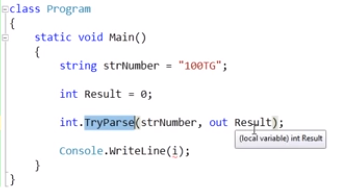 class Program
{
static void Main()
{
string strNumber = "100TG";
int Result = 0;
int.TryParse(strNumber, out Result);
(local variable) int Result
Console.WriteLine(i);
}
}